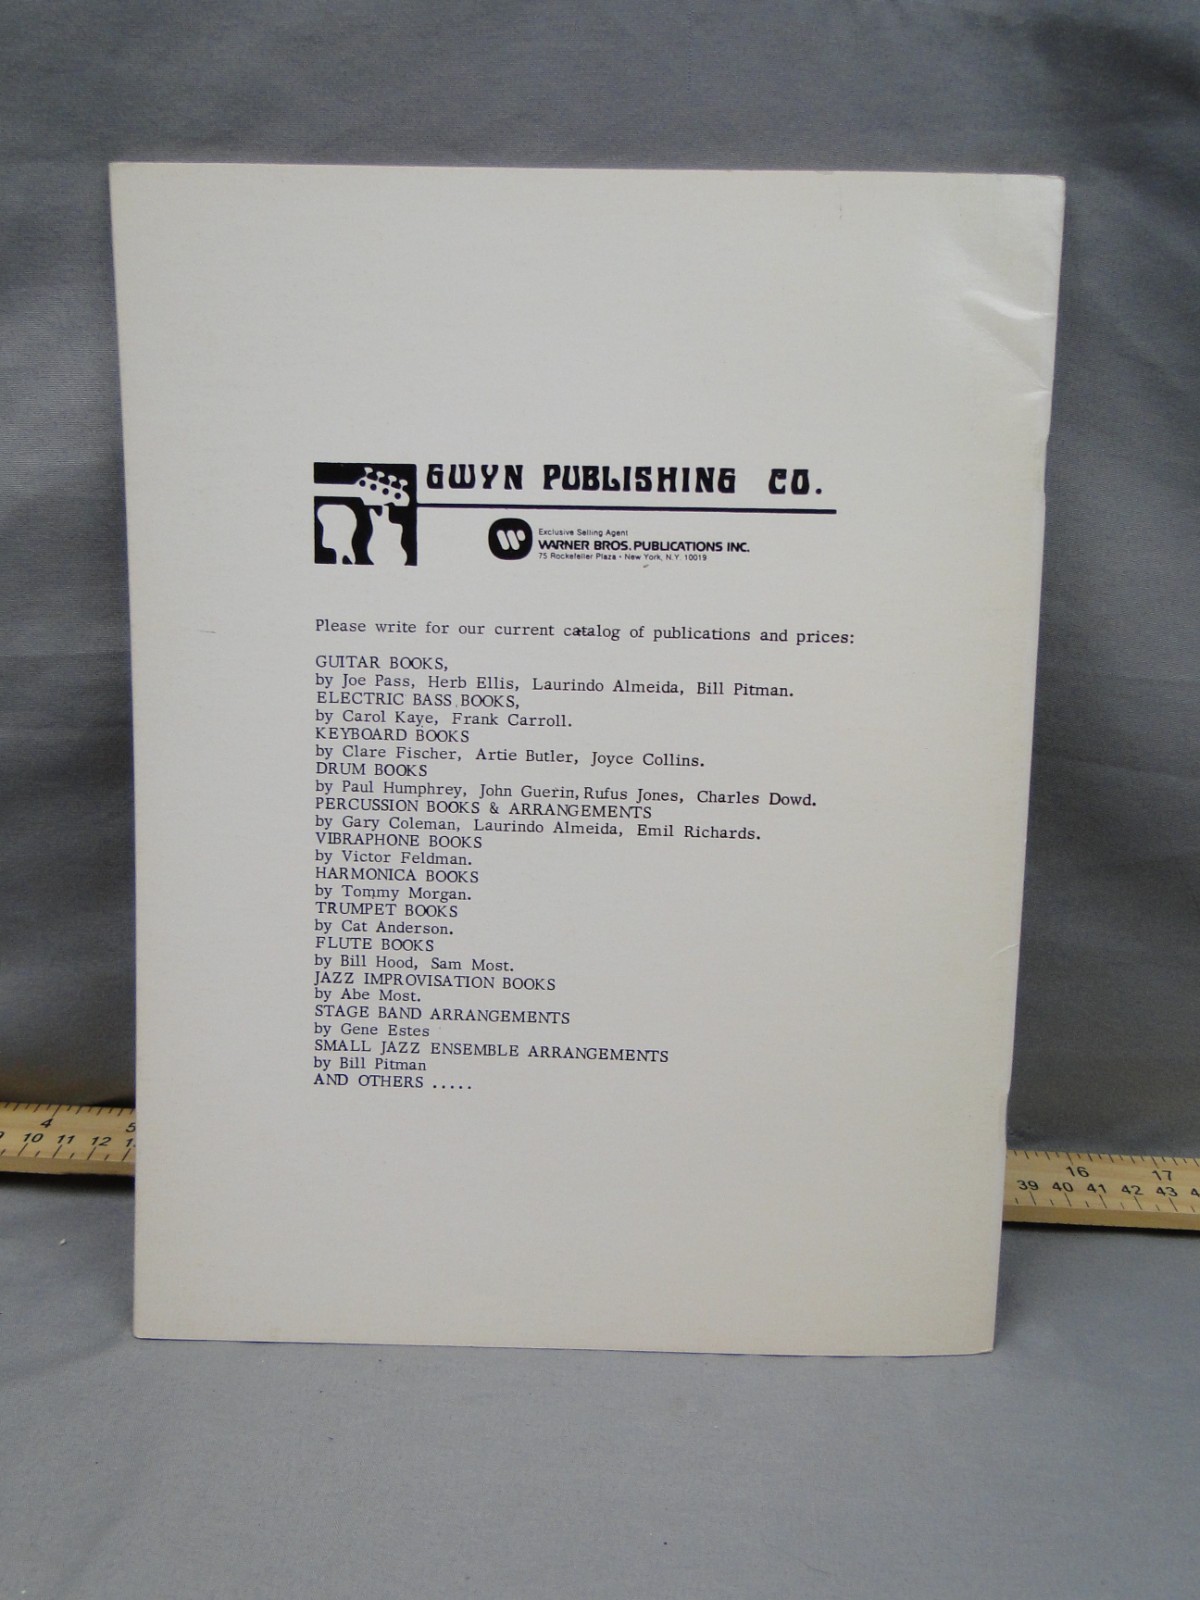 GWYN PUBLISHING CO.
Exclusive Selling Agent
WARNER BROS. PUBLICATIONS INC.
75 Rockefeller Plaza • New York, N.Y. 10019
Please write for our current catalog of publications and prices:
GUITAR BOOKS,
by Joe Pass, Herb Ellis, Laurindo Almeida, Bill Pitman.
ELECTRIC BASS BOOKS,
by Carol Kaye, Frank Carroll.
KEYBOARD BOOKS
by Clare Fischer, Artie Butler, Joyce Collins.
DRUM BOOKS
by Paul Humphrey, John Guerin, Rufus Jones, Charles Dowd.
PERCUSSION BOOKS & ARRANGEMENTS
by Gary Coleman, Laurindo Almeida, Emil Richards.
VIBRAPHONE BOOKS
by Victor Feldman.
HARMONICA BOOKS
by Tommy Morgan.
TRUMPET BOOKS
by Cat Anderson.
FLUTE BOOKS
by Bill Hood, Sam Most.
JAZZ IMPROVISATION BOOKS
by Abe Most.
STAGE BAND ARRANGEMENTS
by Gene Estes
SMALL JAZZ ENSEMBLE ARRANGEMENTS
by Bill Pitman
AND OTHERS .....
4 5
10 11 12
16 17
39 40 41 42 43